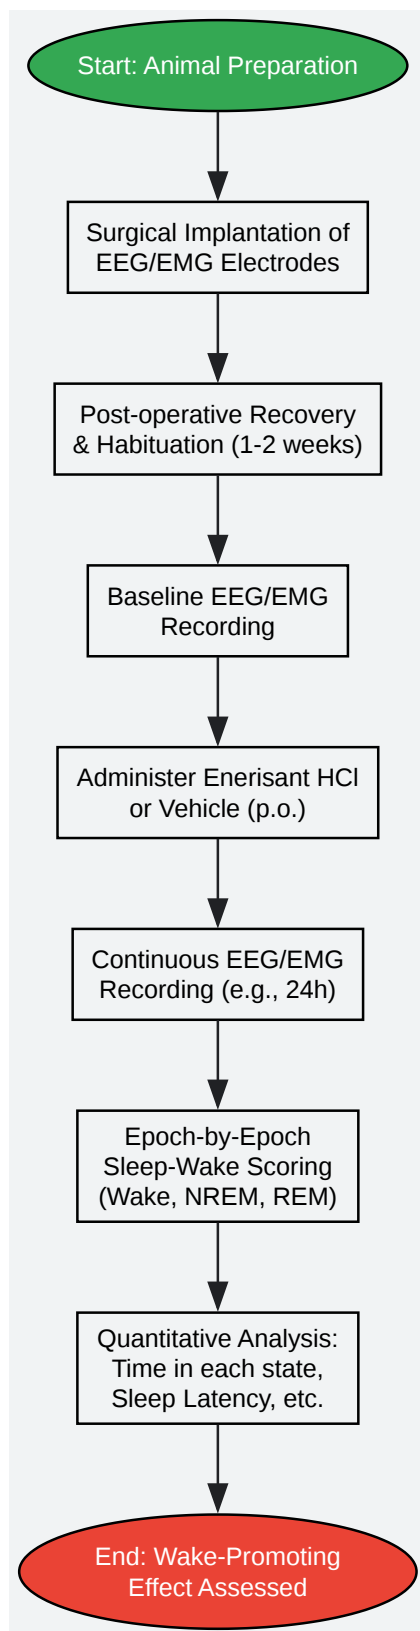 Start: Animal Preparation
Surgical Implantation of
EEG/EMG Electrodes
Post-operative Recovery
& Habituation (1-2 weeks)
Baseline EEG/EMG
Recording
Administer Enerisant HCl
or Vehicle (p.o.)
Continuous EEG/EMG
Recording (e.g., 24h)
Epoch-by-Epoch
Sleep-Wake Scoring
(Wake, NREM, REM)
Quantitative Analysis:
Time in each state,
Sleep Latency, etc.
End: Wake-Promoting
Effect Assessed